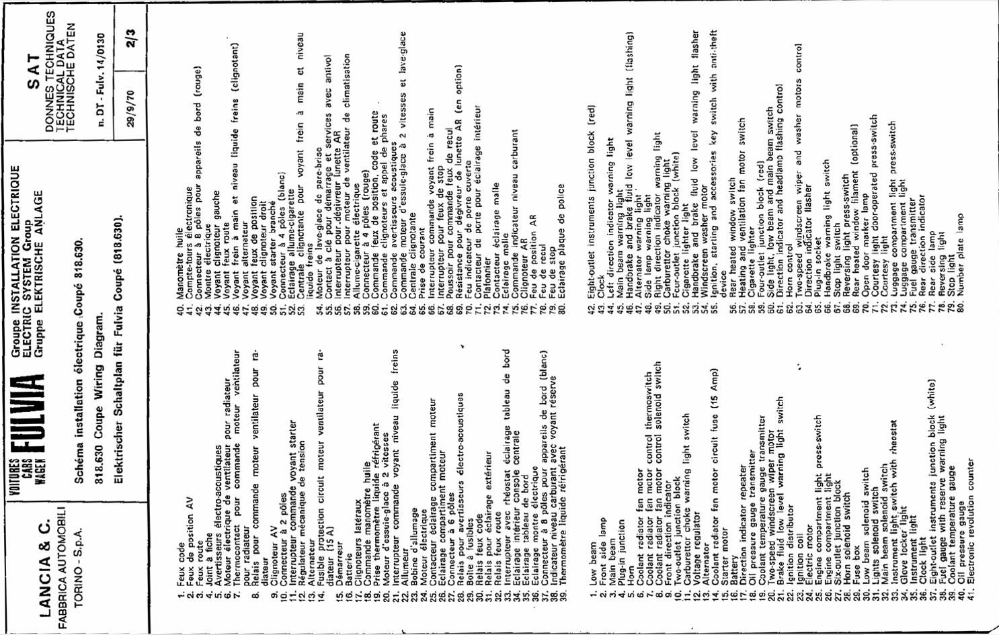 LANCIA & C.
FABBRICA AUTOMOBILI
TORINO - S.p.A.
VOITURES
CARS
WAGEN
FULVIA
Groupe INSTALLATION ELECTRIQUE
ELECTRIC SYSTEM Group
Gruppe ELEKTRISCHE ANLAGE
Schéma installation électrique Coupé 818.630.
818.630 Coupe Wiring Diagram.
Elektrischer Schaltplan für Fulvia Coupé (818.630).
SAT
DONNES TECHNIQUES
TECHNICAL DATA
TECHNISCHE DATEN
n. DT - Fulv. 14/0130
29/9/70
2/3
1. Feux code
2. Feux de position AV
3. Feux route
4. Joint à fiche
5. Avertisseurs électro-acoustiques
6. Moteur électrique de ventilateur pour radiateur
7. Thermocontact pour commande moteur ventilateur
pour radiateur
8. Relais pour commande moteur ventilateur pour ra-
diateur
9. Clignoteur AV
10. Connecteur à 2 pôles
11. Interrupteur commande voyant starter
12. Régulateur mécanique de tension
13. Alternateur
14. Fusible protection circuit moteur ventilateur pour ra-
diateur (15 A)
15. Démarreur
16. Batterie
17. Clignoteurs latéraux
18. Commande manomètre huile
19. Prise thermomètre liquide réfrigérant
20. Moteur d'essuie-glace à 2 vitesses
21. Interrupteur commande voyant niveau liquide freins
22. Allumeur
23. Bobine d'allumage
24. Moteur électrique
25. Contacteur éclairage compartiment moteur
26. Eclairage compartiment moteur
27. Connecteur à 6 pôles
28. Relais pour avertisseurs électro-acoustiques
29. Boîte à fusibles
30. Relais feux code
31. Relais pour éclairage extérieur
32. Relais feux route
33. Interrupteur avec rhéostat éclairage tableau de bord
34. Eclairage intérieur console centrale
35. Eclairage tableau de bord
36. Eclairage montre électrique
37. Connecteur à 8 pôles pour appareils de bord (blanc)
38. Indicateur niveau carburant avec voyant réserve
39. Thermomètre liquide réfrigérant
40. Manomètre huile
41. Compte-tours électronique
42. Connecteur à 8 pôles pour appareils de bord (rouge)
43. Montre électrique
44. Voyant clignoteur gauche
45. Voyant feux route
46. Voyant frein à main et niveau liquide freins (clignotant)
47. Voyant alternateur
48. Voyant feux de position
49. Voyant clignoteur droit
50. Voyant starter branché
51. Connecteur à 4 pôles (blanc)
52. Eclairage allume-cigarette
53. Centrale clignotante pour voyant frein à main et niveau
liquide freins
54. Moteur de lave-glace de pare-brise
55. Contact à clé pour démarrage et services avec antivol
56. Interrupteur pour dégivreur lunette AR
57. Interrupteur pour moteur de ventilateur de climatisation
58. Allume-cigarette électrique
59. Connecteur à 4 pôles (rouge)
60. Commande feux de position, code et route
61. Commande clignoteurs et appel de phares
62. Commande avertisseurs acoustiques
63. Commande moteur d'essuie-glace à 2 vitesses et lave-glace
64. Centrale clignotante
65. Prise de courant
66. Interrupteur commande voyant frein à main
67. Interrupteur pour feux de stop
68. Poussoir pour commande feux de recul
69. Résistance pour dégivreur de lunette AR (en option)
70. Feu indicateur de porte ouverte
71. Contacteur de porte pour éclairage intérieur
72. Plafonnier
73. Contacteur éclairage malle
74. Eclairage malle
75. Commande indicateur niveau carburant
76. Clignoteur AR
77. Feu de position AR
78. Feu de recul
79. Feu de stop
80. Eclairage plaque de police
1. Low beam
2. Front side lamp
3. Main beam
4. Plug-in junction
5. Horn
6. Coolant radiator fan motor
7. Coolant radiator fan motor control thermoswitch
8. Coolant radiator fan motor control solenoid switch
9. Front direction indicator
10. Two-outlet junction block
11. Carburettor choke warning light switch
12. Voltage regulator
13. Alternator
14. Coolant radiator fan motor circuit fuse (15 Amp)
15. Starter motor
16. Battery
17. Direction indicator repeater
18. Oil pressure gauge transmitter
19. Coolant temperature gauge transmitter
20. Two-speed windscreen wiper motor
21. Brake fluid low level warning light switch
22. Ignition distributor
23. Ignition coil
24. Electric motor
25. Engine compartment light press-switch
26. Engine compartment light
27. Six-outlet junction block
28. Horn solenoid switch
29. Fuse box
30. Low beam solenoid switch
31. Lights solenoid switch
32. Main beam solenoid switch
33. Instrument light switch with rheostat
34. Glove locker light
35. Instrument light
36. Clock light
37. Eight-outlet instruments junction block (white)
38. Fuel gauge with reserve warning light
39. Coolant temperature gauge
40. Oil pressure gauge
41. Electronic revolution counter
42. Eight-outlet instruments junction block (red)
43. Clock
44. Left direction indicator warning light
45. Main beam warning light
46. Handbrake and brake fluid low level warning light (flashing)
47. Alternator warning light
48. Side lamp warning light
49. Right direction indicator warning light
50. Carburettor choke warning light
51. Four-outlet junction block (white)
52. Cigarette lighter light
53. Handbrake and brake fluid low level warning light flasher
54. Windscreen washer motor
55. Ignition, starting and accessories key switch with anti-theft
device
56. Rear heated window switch
57. Heating and ventilation fan motor switch
58. Cigarette lighter
59. Four-outlet junction block (red)
60. Side light, low beam and main beam switch
61. Direction indicator and headlamp flashing control
62. Horn control
63. Two-speed windscreen wiper and washer motors control
64. Direction indicator flasher
65. Plug-in socket
66. Handbrake warning light switch
67. Stop light switch
68. Reversing light press-switch
69. Rear heated window filament (optional)
70. Open door marker lamp
71. Courtesy light door-operated press-switch
72. Courtesy light
73. Luggage compartment light press-switch
74. Luggage compartment light
75. Fuel gauge transmitter
76. Rear direction indicator
77. Rear side lamp
78. Reversing light
79. Stop light
80. Number plate lamp